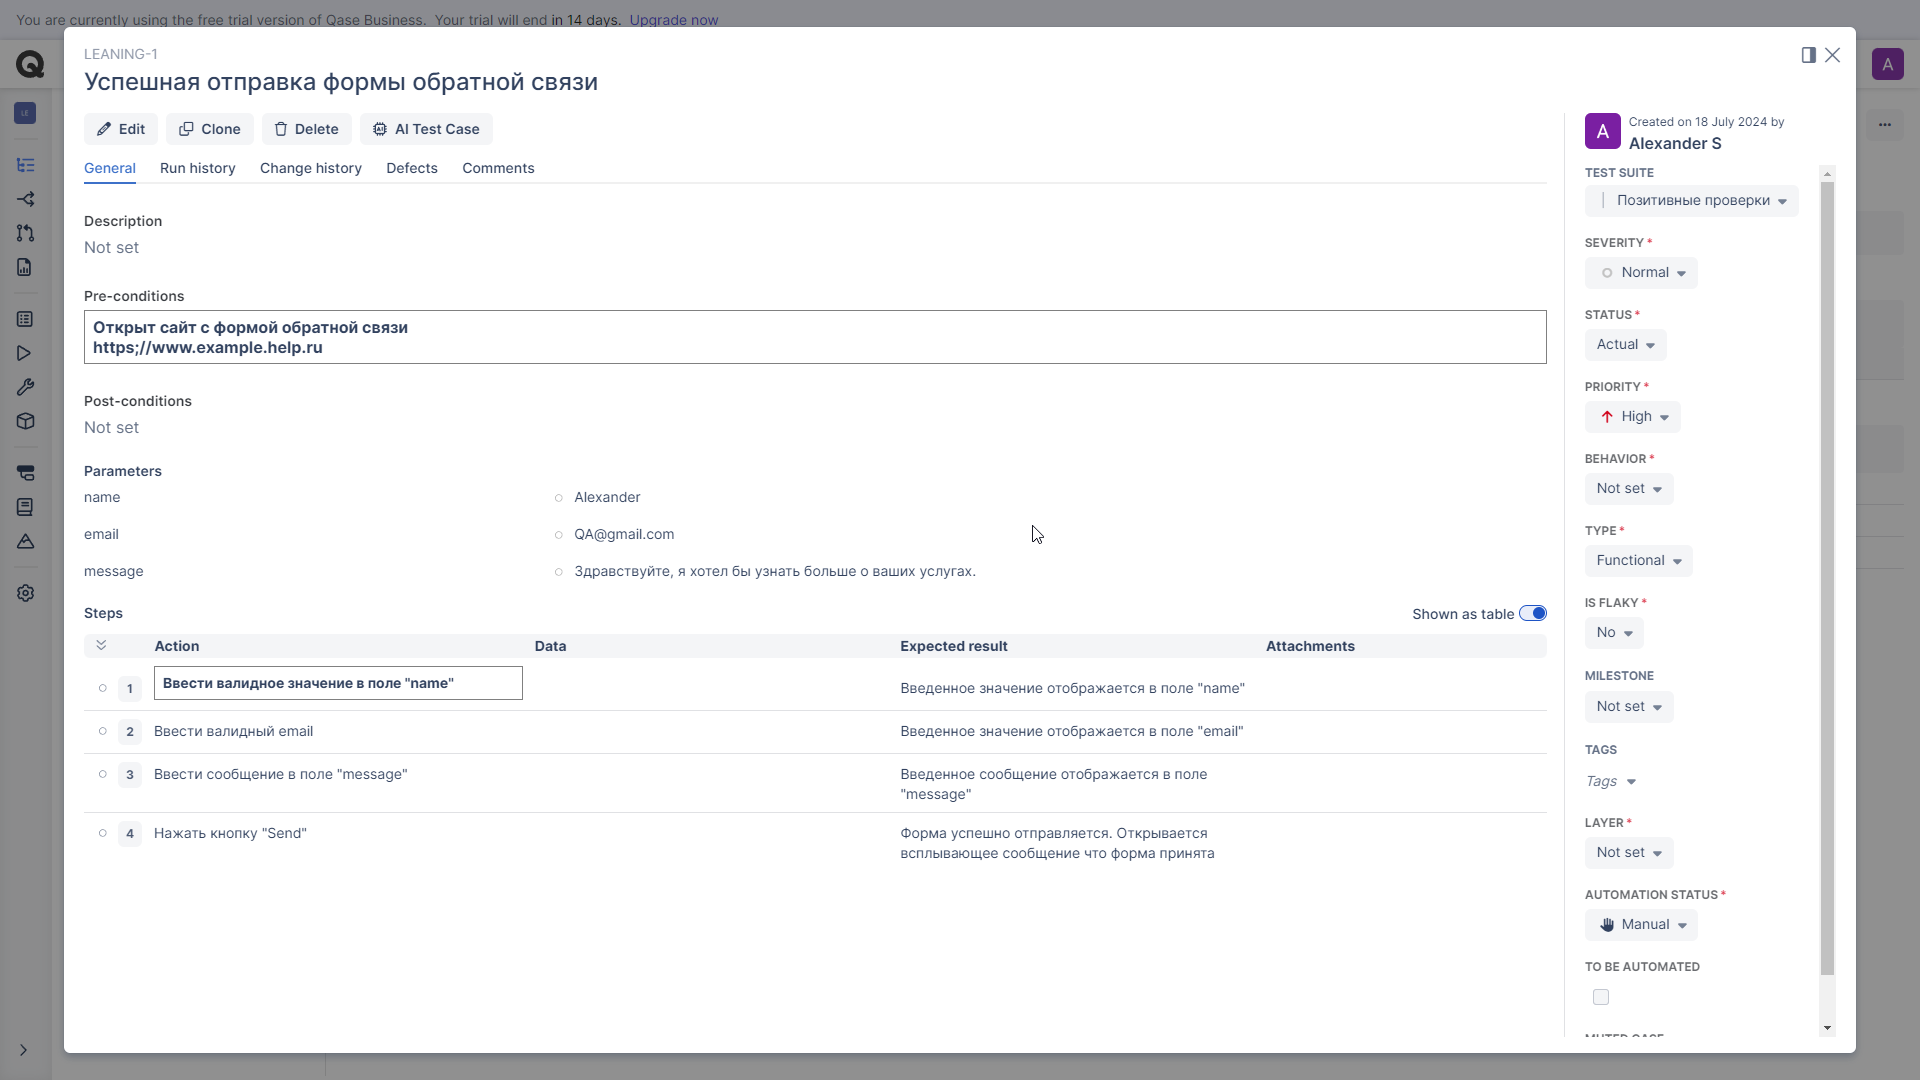 You are currently using the free trial version of Qase Business. Your trial will end in 14 days. Upgrade now
LEANING-1
Успешная отправка формы обратной связи
Edit Clone Delete AI Test Case
General Run history Change history Defects Comments
Description
Not set
Pre-conditions
Открыт сайт с формой обратной связи
https;//www.example.help.ru
Post-conditions
Not set
Parameters
name Alexander
email QA@gmail.com
message Здравствуйте, я хотел бы узнать больше о ваших услугах.
Steps Shown as table
Action Data Expected result Attachments
1 Ввести валидное значение в поле "name" Введенное значение отображается в поле "name"
2 Ввести валидный email Введенное значение отображается в поле "email"
3 Ввести сообщение в поле "message" Введенное сообщение отображается в поле
"message"
4 Нажать кнопку "Send" Форма успешно отправляется. Открывается
всплывающее сообщение что форма принята
A
LE
A Created on 18 July 2024 by
Alexander S
TEST SUITE
Позитивные проверки
SEVERITY *
Normal
STATUS *
Actual
PRIORITY *
High
BEHAVIOR *
Not set
TYPE *
Functional
IS FLAKY *
No
MILESTONE
Not set
TAGS
Tags
LAYER *
Not set
AUTOMATION STATUS *
Manual
TO BE AUTOMATED
MUTED CASE